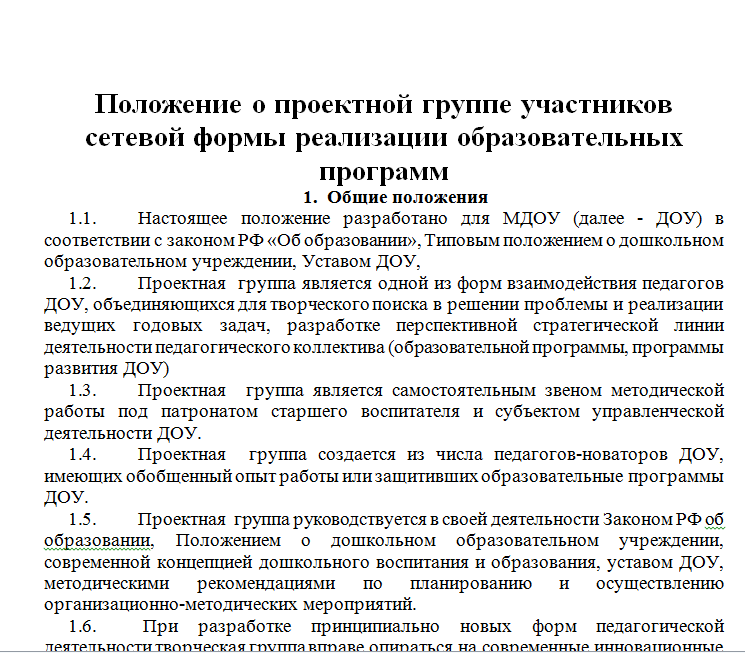 Положение о проектной группе участников
сетевой формы реализации образовательных
программ
1. Общие положения
1.1. Настоящее положение разработано для МДОУ (далее - ДОУ) в
соответствии с законом РФ «Об образовании», Типовым положением о дошкольном
образовательном учреждении, Уставом ДОУ,
1.2. Проектная группа является одной из форм взаимодействия педагогов
ДОУ, объединяющихся для творческого поиска в решении проблемы и реализации
ведущих годовых задач, разработке перспективной стратегической линии
деятельности педагогического коллектива (образовательной программы, программы
развития ДОУ)
1.3. Проектная группа является самостоятельным звеном методической
работы под патронатом старшего воспитателя и субъектом управленческой
деятельности ДОУ.
1.4. Проектная группа создается из числа педагогов-новаторов ДОУ,
имеющих обобщенный опыт работы или защитивших образовательные программы
ДОУ.
1.5. Проектная группа руководствуется в своей деятельности Законом РФ об
образовании, Положением о дошкольном образовательном учреждении,
современной концепцией дошкольного воспитания и образования, уставом ДОУ,
методическими рекомендациями по планированию и осуществлению
организационно-методических мероприятий.
1.6. При разработке принципиально новых форм педагогической
деятельности творческая группа вправе опираться на современные инновационные